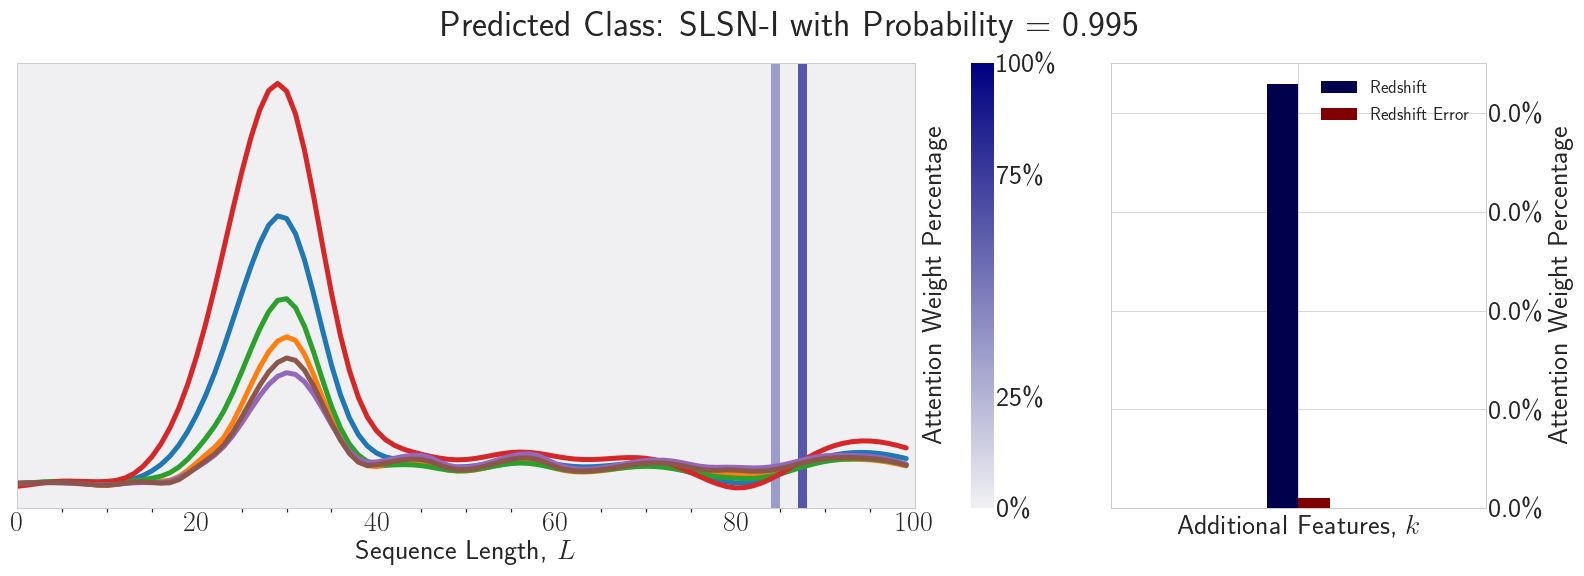 Predicted Class: SLSN-I with Probability = 0.995
0
20
40
60
80
100
Sequence Length, L
Attention Weight Percentage
100%
75%
25%
0%
Redshift
Redshift Error
0.0%
0.0%
0.0%
0.0%
0.0%
Attention Weight Percentage
Additional Features, k